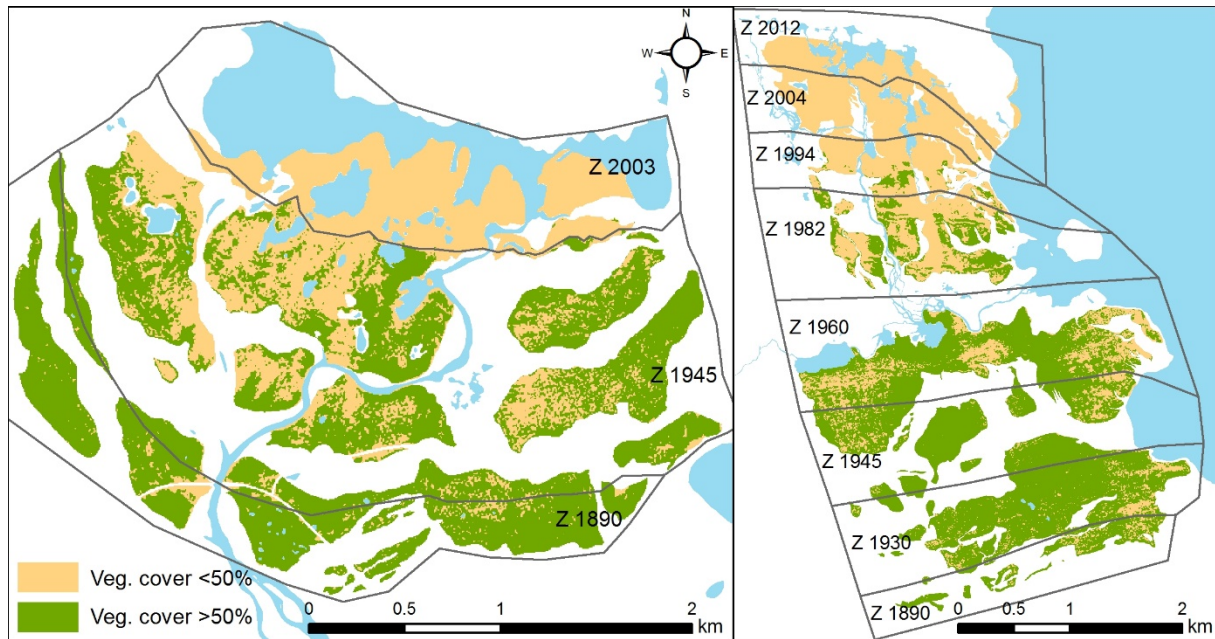 N
W E
S
Z 2003
Z 1945
Z 1890
Veg. cover <50%
Veg. cover >50%
0 0.5 1 2
km
Z 2012
Z 2004
Z 1994
Z 1982
Z 1960
Z 1945
Z 1930
Z 1890
0 0.5 1 2
km